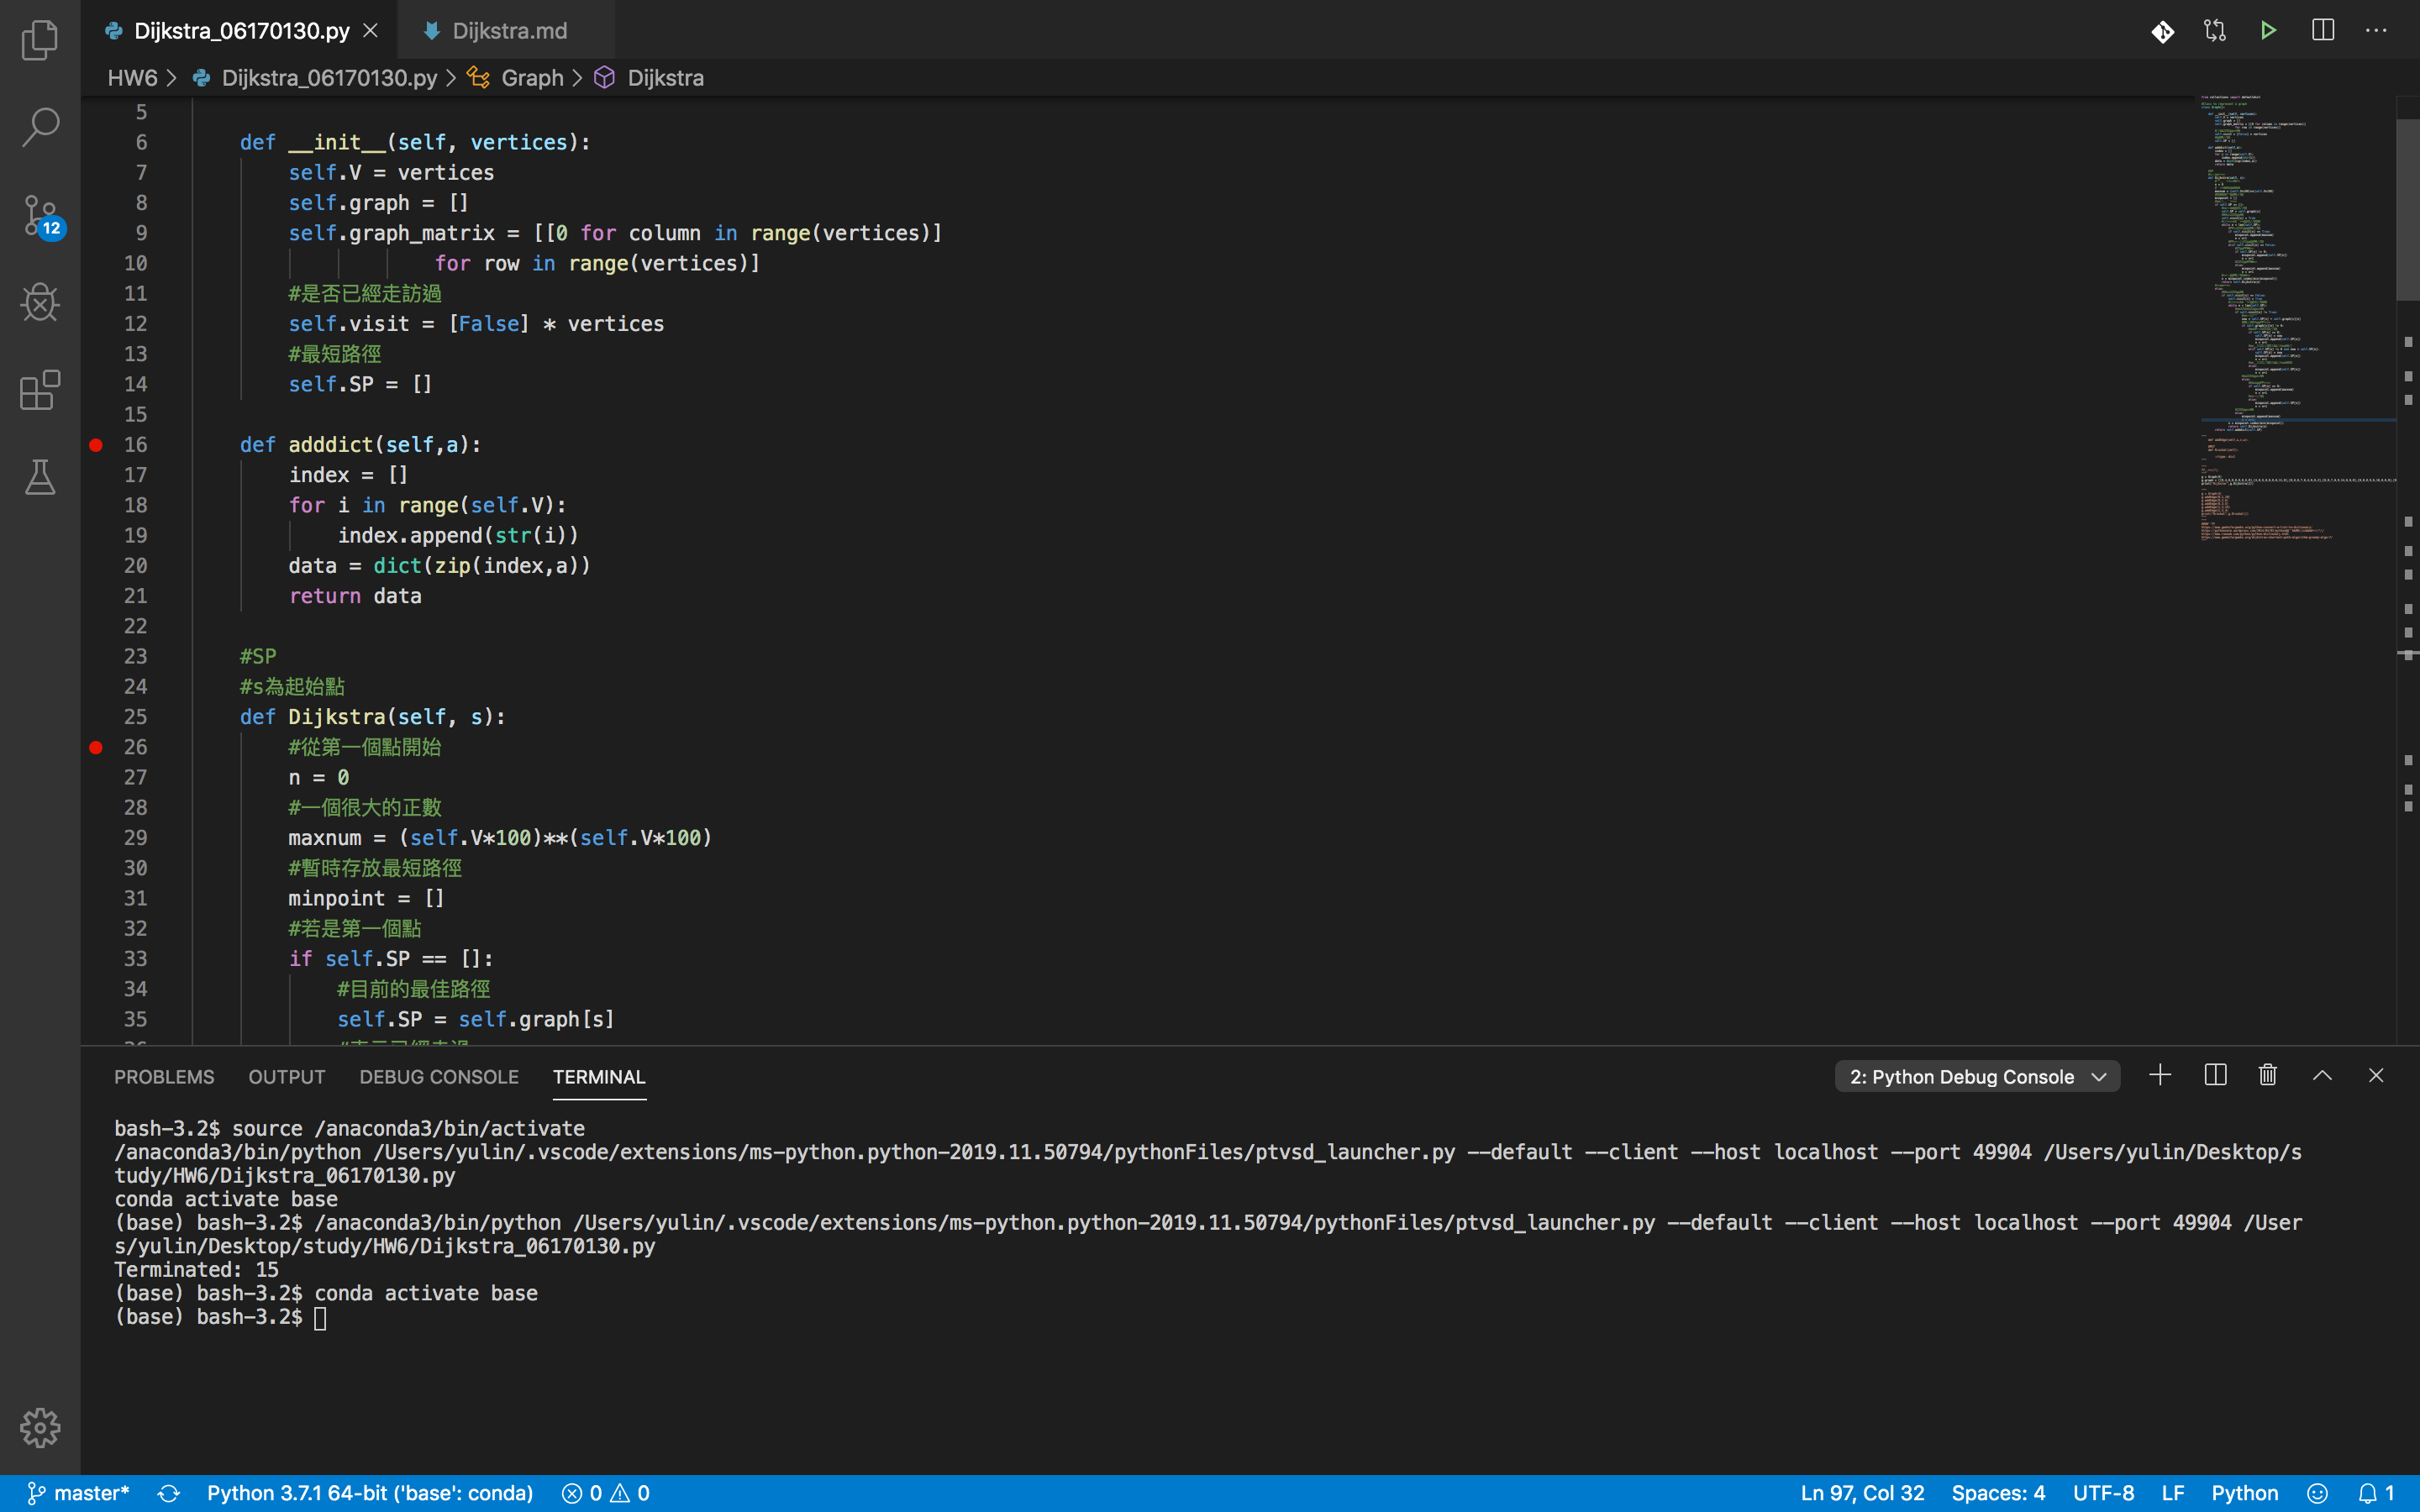 Dijkstra_06170130.py
Dijkstra.md
HW6 Dijkstra_06170130.py Graph Dijkstra
5
6 def __init__(self, vertices):
7 self.V = vertices
8 self.graph = []
9 self.graph_matrix = [[0 for column in range(vertices)]
10 for row in range(vertices)]
11 #是否已經走訪過
12 self.visit = [False] * vertices
13 #最短路徑
14 self.SP = []
15
16 def adddict(self,a):
17 index = []
18 for i in range(self.V):
19 index.append(str(i))
20 data = dict(zip(index,a))
21 return data
22
23 #SP
24 #s為起始點
25 def Dijkstra(self, s):
26 #從第一個點開始
27 n = 0
28 #一個很大的正數
29 maxnum = (self.V*100)**(self.V*100)
30 #暫時存放最短路徑
31 minpoint = []
32 #若是第一個點
33 if self.SP == []:
34 #目前的最佳路徑
35 self.SP = self.graph[s]
12
PROBLEMS OUTPUT DEBUG CONSOLE TERMINAL
2: Python Debug Console
bash-3.2$ source /anaconda3/bin/activate
/anaconda3/bin/python /Users/yulin/.vscode/extensions/ms-python.python-2019.11.50794/pythonFiles/ptvsd_launcher.py --default --client --host localhost --port 49904 /Users/yulin/Desktop/s
tudy/HW6/Dijkstra_06170130.py
conda activate base
(base) bash-3.2$ /anaconda3/bin/python /Users/yulin/.vscode/extensions/ms-python.python-2019.11.50794/pythonFiles/ptvsd_launcher.py --default --client --host localhost --port 49904 /User
s/yulin/Desktop/study/HW6/Dijkstra_06170130.py
Terminated: 15
(base) bash-3.2$ conda activate base
(base) bash-3.2$
master* Python 3.7.1 64-bit ('base': conda) 0 0 Ln 97, Col 32 Spaces: 4 UTF-8 LF Python 1